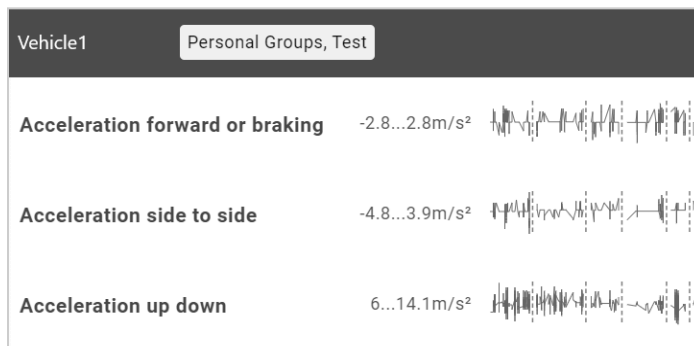 Vehicle1 Personal Groups, Test
Acceleration forward or braking -2.8...2.8m/s²
Acceleration side to side -4.8...3.9m/s²
Acceleration up down 6...14.1m/s²